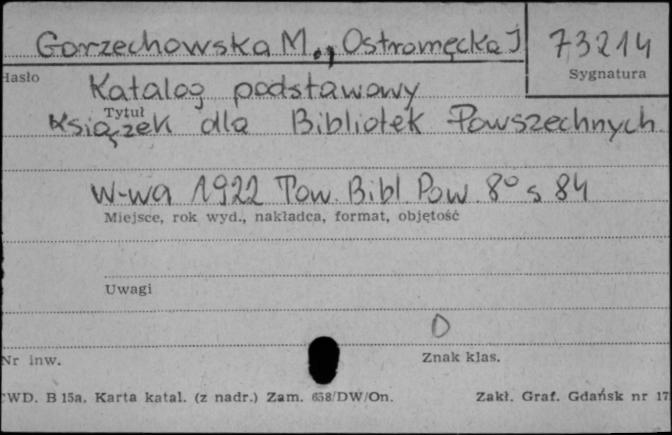 Gorzechowska M., Ostromęcka J 73214
Hasło Sygnatura
Katalog podstawowy
Tytuł
Książek dla Bibliotek Powszechnych
W-wa 1922 Tow. Bibl Pow. 8° s 84
Miejsce, rok wyd., nakładca, format, objętość
Uwagi
0
Nr inw. Znak klas.
WD. B 15a. Karta katal. (z nadr.) Zam. 638/DW/On. Zakł. Graf. Gdańsk nr 17